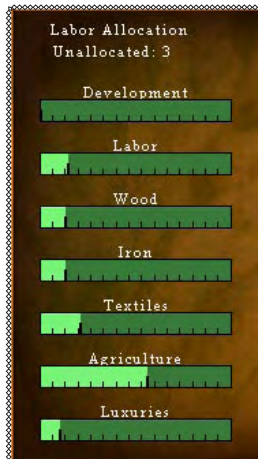 Labor Allocation
Unallocated: 3
Development
Labor
Wood
Iron
Textiles
Agriculture
Luxuries